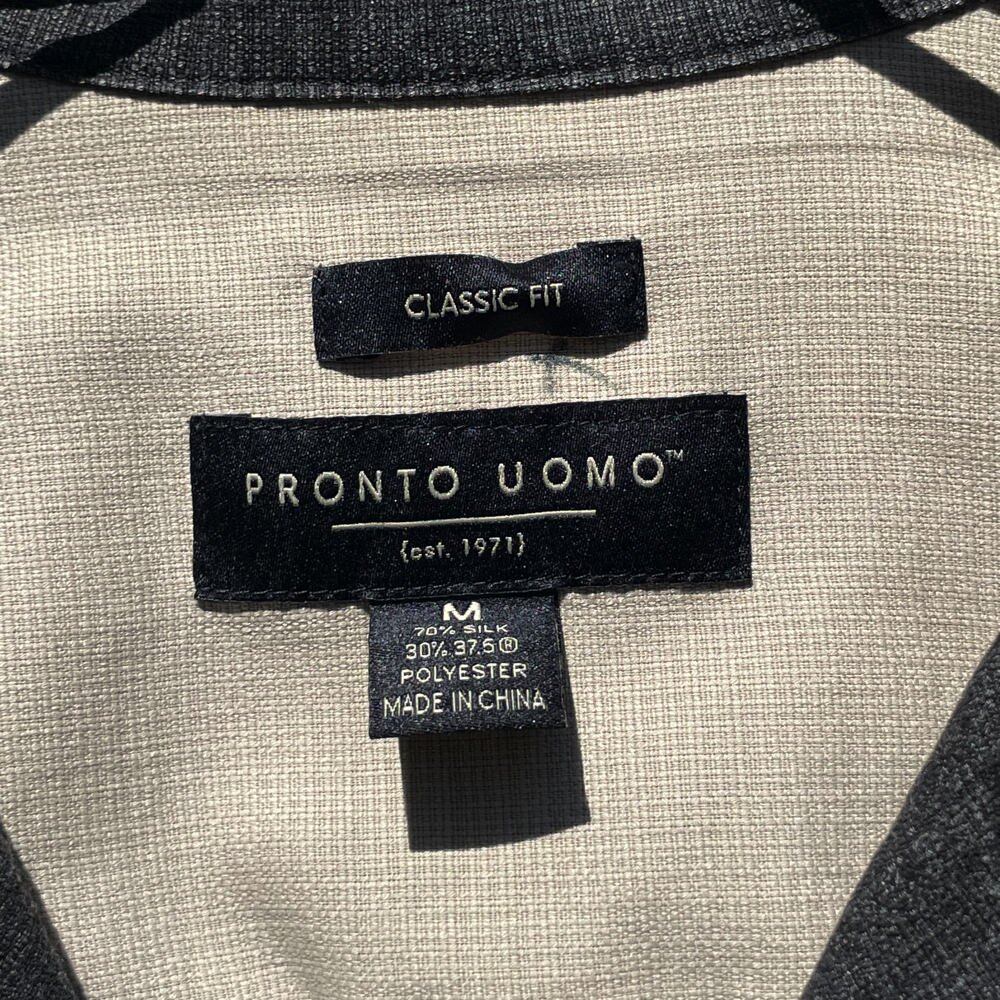 CLASSIC FIT
PRONTO UOMO™
{est. 1971}
M
70% SILK
30% 37.5®
POLYESTER
MADE IN CHINA